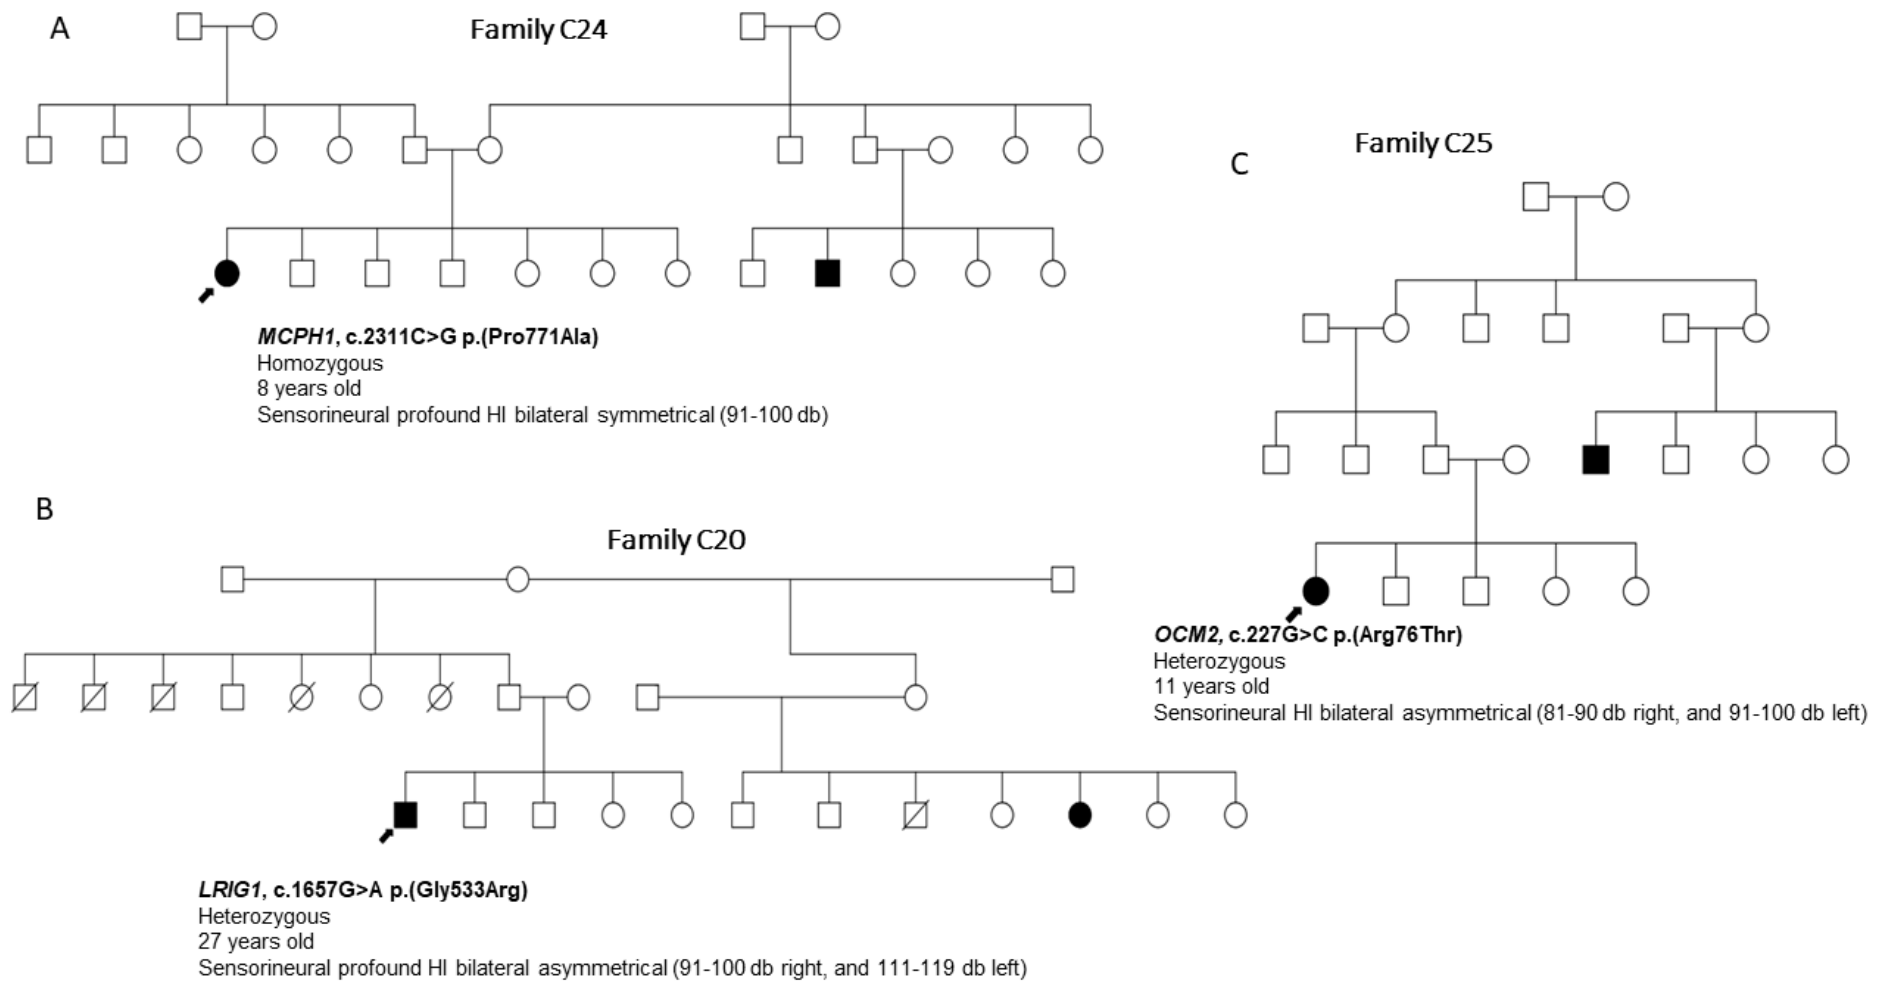 A
Family C24
MCPH1, c.2311C>G p.(Pro771Ala)
Homozygous
8 years old
Sensorineural profound HI bilateral symmetrical (91-100 db)
B
Family C20
LRIG1, c.1657G>A p.(Gly533Arg)
Heterozygous
27 years old
Sensorineural profound HI bilateral asymmetrical (91-100 db right, and 111-119 db left)
C
Family C25
OCM2, c.227G>C p.(Arg76Thr)
Heterozygous
11 years old
Sensorineural HI bilateral asymmetrical (81-90 db right, and 91-100 db left)